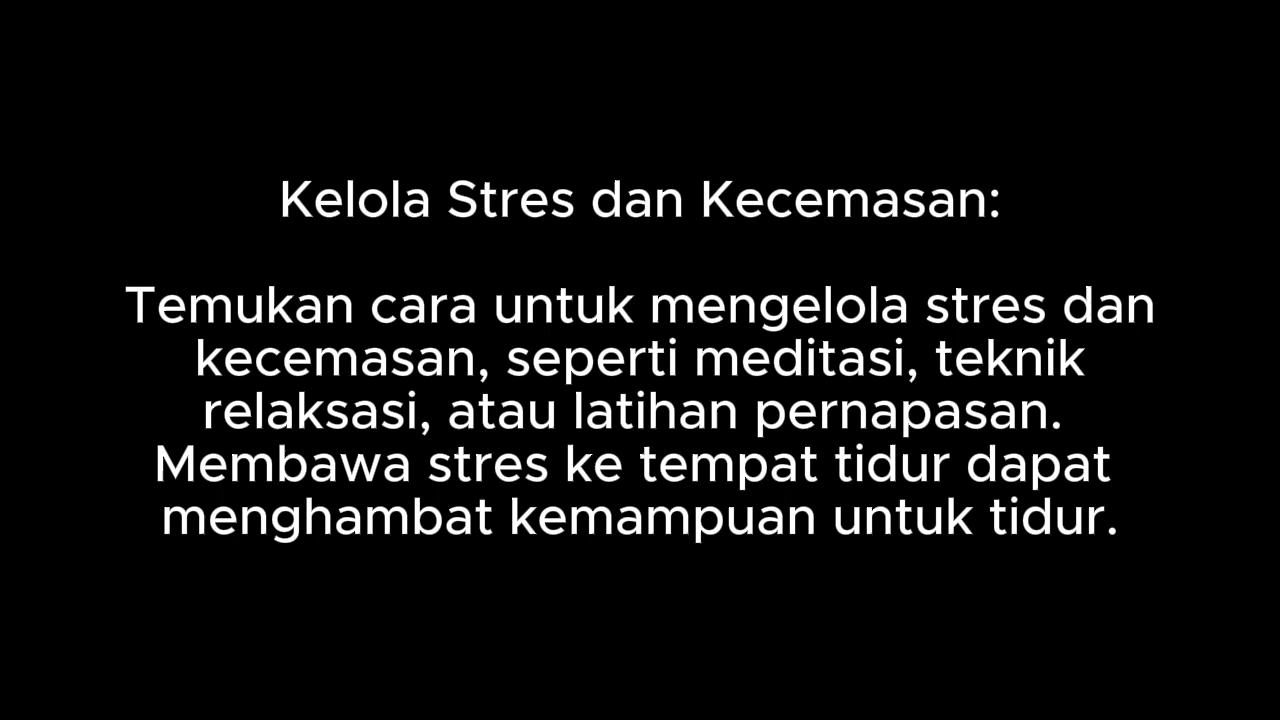 Kelola Stres dan Kecemasan:
Temukan cara untuk mengelola stres dan
kecemasan, seperti meditasi, teknik
relaksasi, atau latihan pernapasan.
Membawa stres ke tempat tidur dapat
menghambat kemampuan untuk tidur.